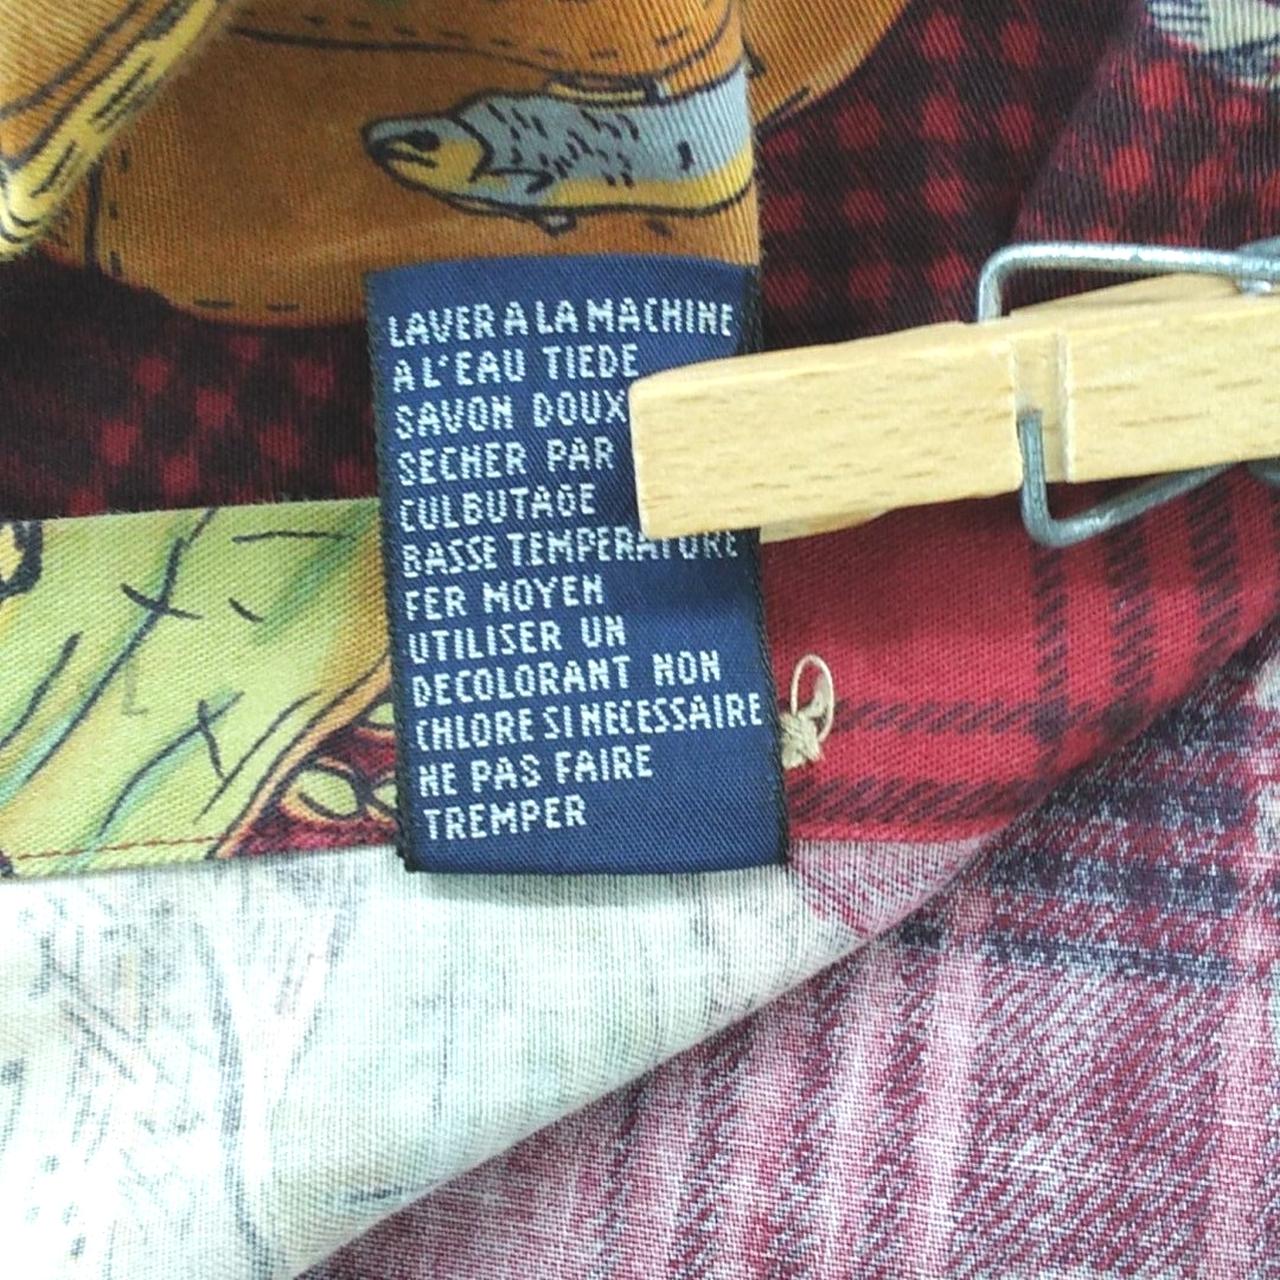 LAVER A LA MACHINE
A L'EAU TIEDE
SAVON DOUX
SECHER PAR
CULBUTAGE
BASSE TEMPERATURE
FER MOYEN
UTILISER UN
DECOLORANT NON
CHLORE SI NECESSAIRE
NE PAS FAIRE
TREMPER